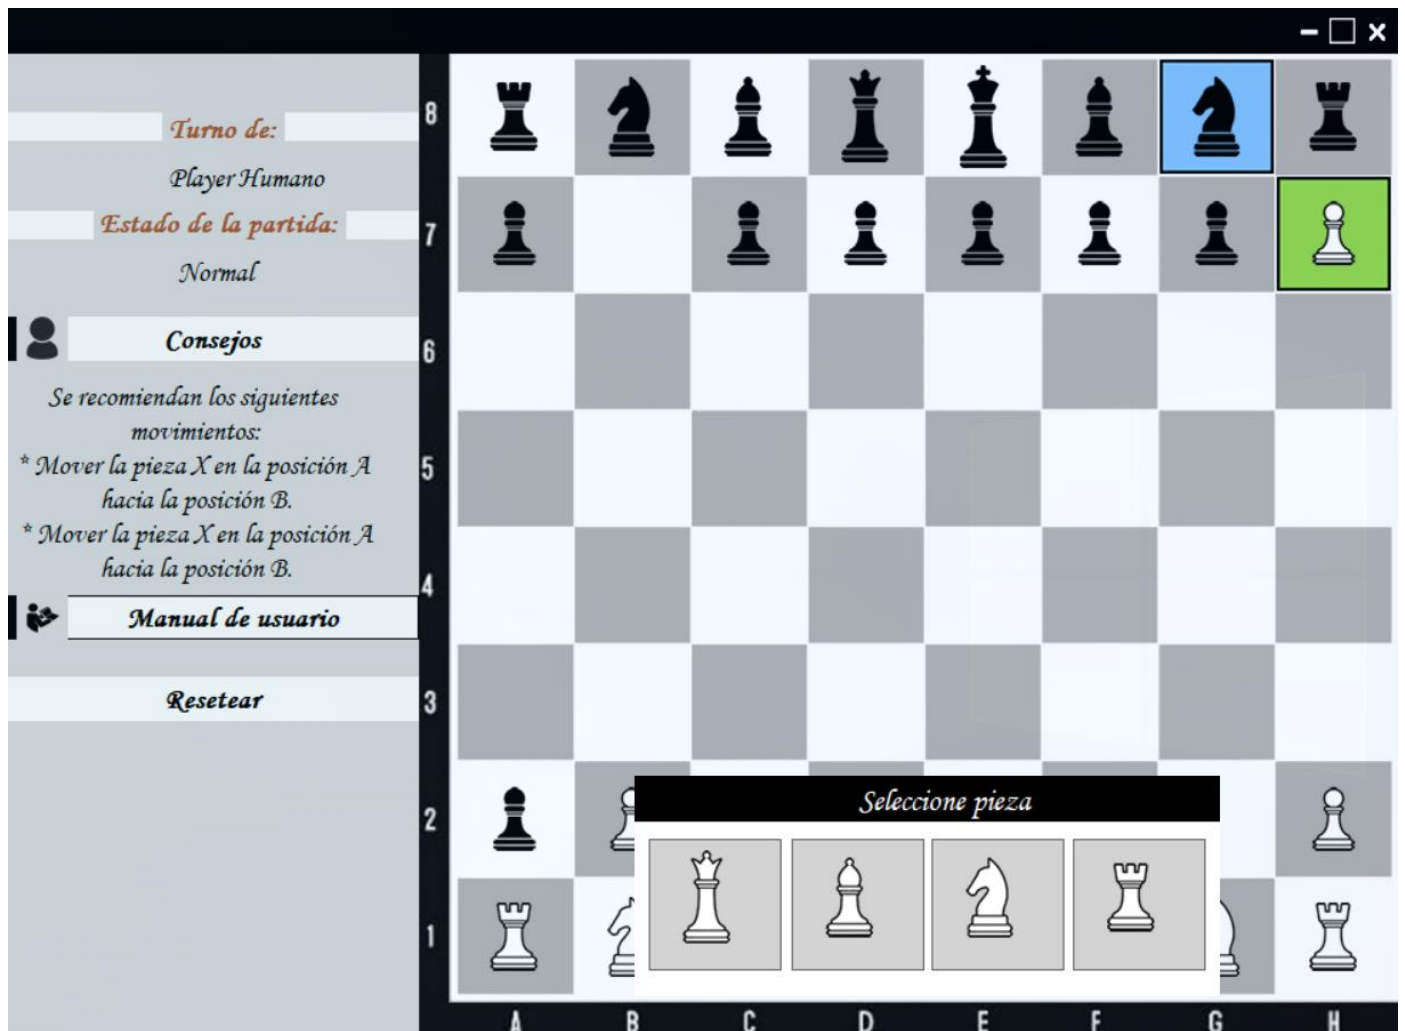 Turno de:
Player Humano
Estado de la partida:
Normal
Consejos
Se recomiendan los siguientes
movimientos:
* Mover la pieza X en la posición A
hacia la posición B.
* Mover la pieza X en la posición A
hacia la posición B.
Manual de usuario
Resetear
8
7
6
5
4
3
2
1
Seleccione pieza
A B C D E F G H